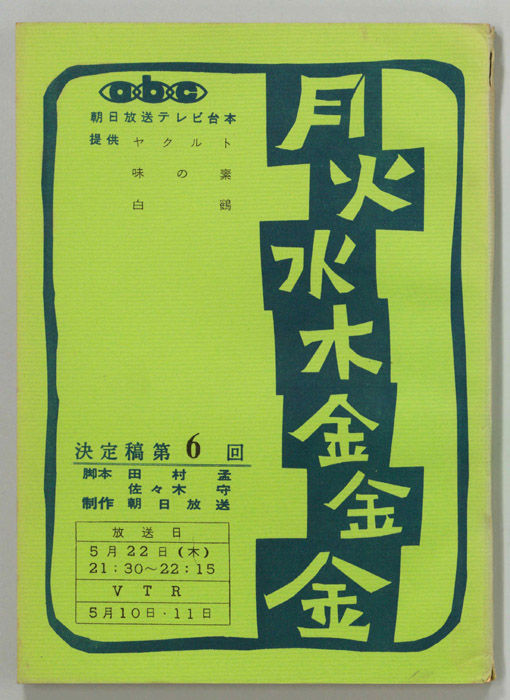 月火水木金金金
abc
朝日放送テレビ台本
提供 ヤクルト
味の素
白鷗
決定稿第6回
脚本 田村孟
佐々木守
制作 朝日放送
放送日
5月22日(木)
21:30～22:15
VTR
5月10日・11日